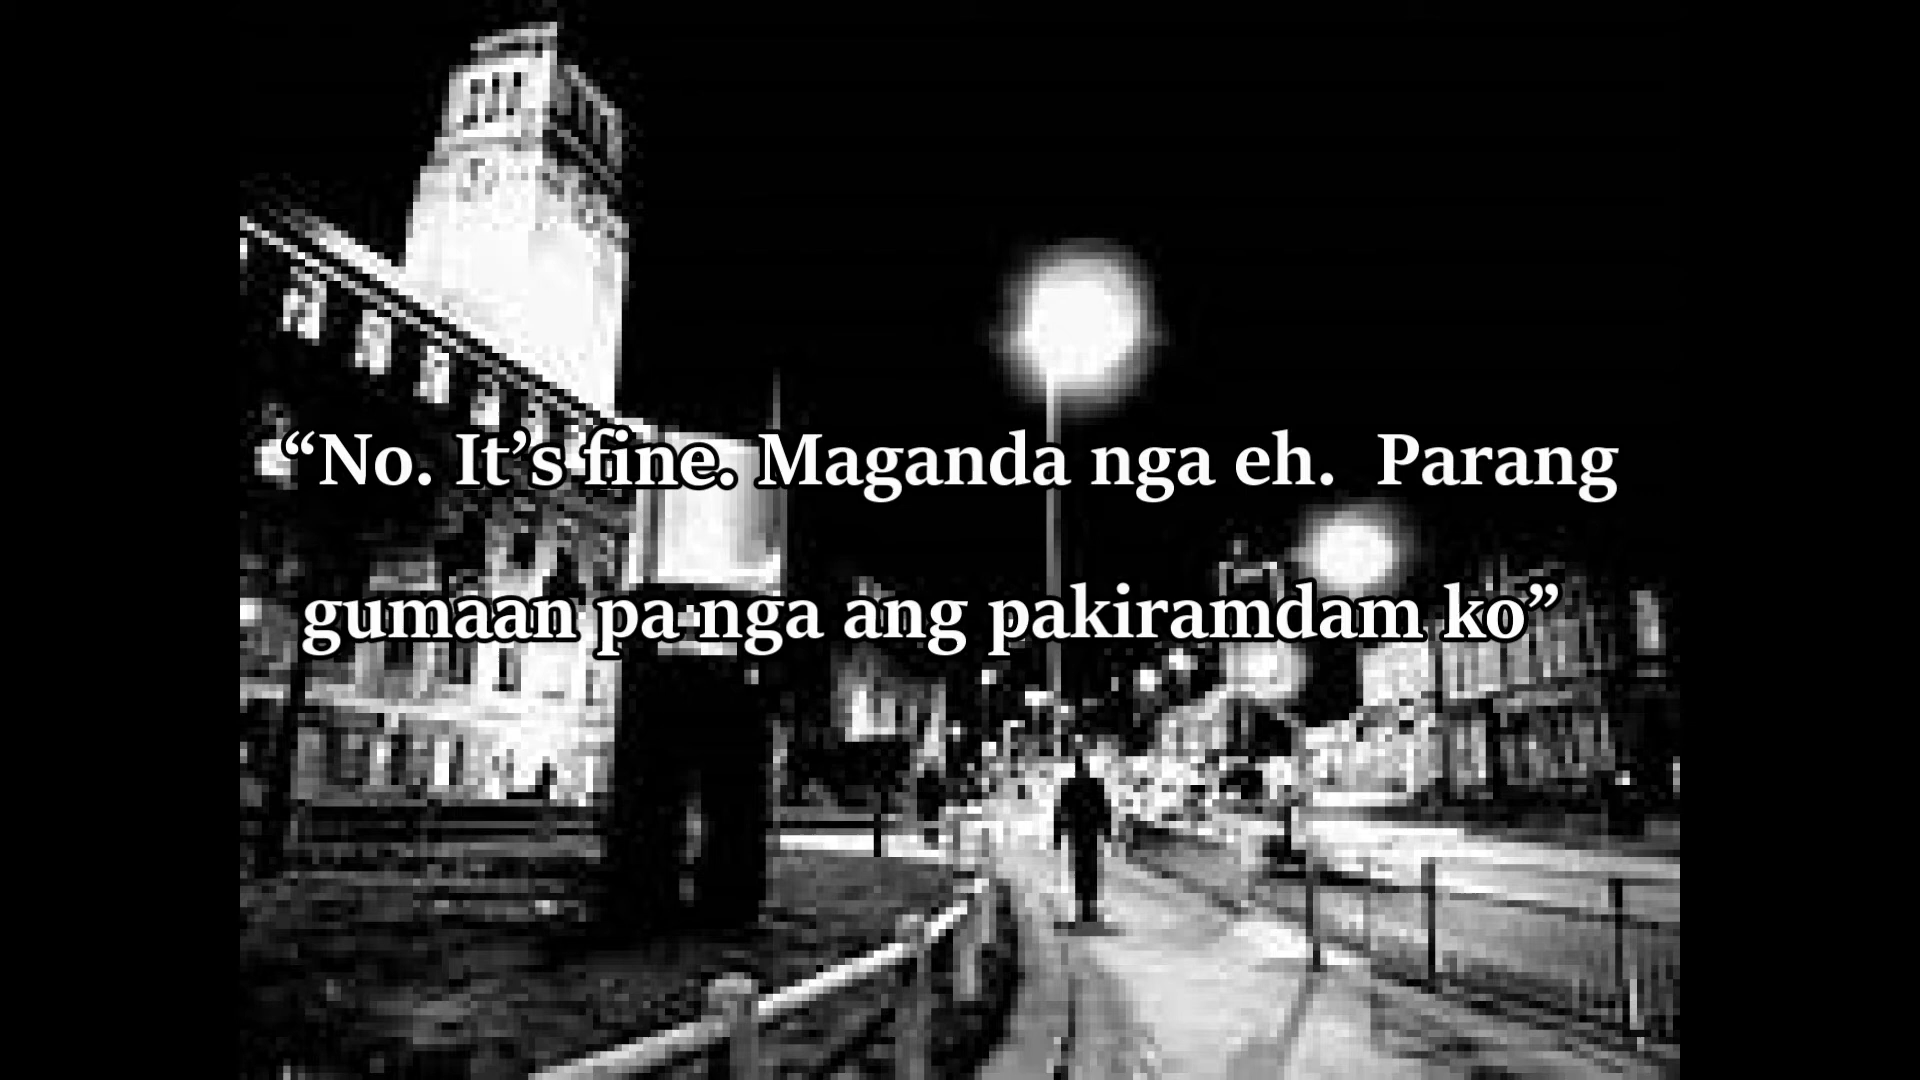 “No. It’s fine. Maganda nga eh.  Parang
gumaan pa nga ang pakiramdam ko”